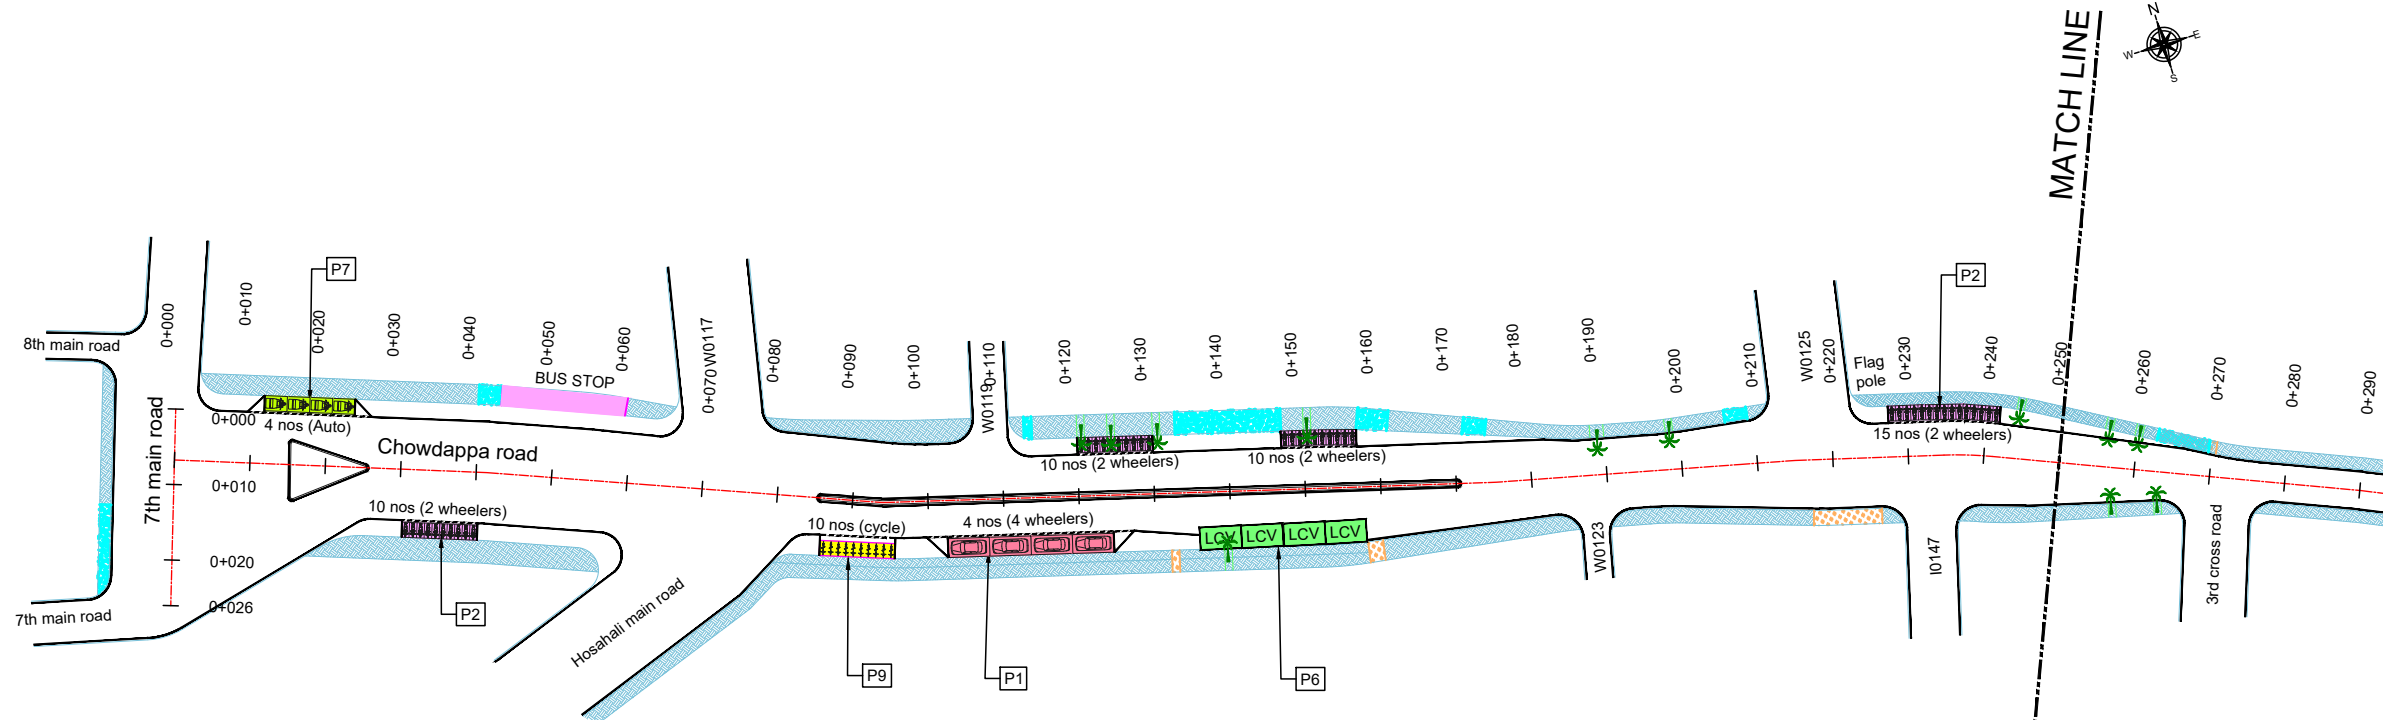 N
W
E
S
MATCH LINE
P7
P2
0+000
0+010
0+020
0+030
0+040
0+050
0+060
0+070
W0117
0+080
0+090
0+100
0+110
W0119
0+120
0+130
0+140
0+150
0+160
0+170
0+180
0+190
0+200
0+210
W0125
0+220
0+230
0+240
0+250
0+260
0+270
0+280
0+290
8th main road
BUS STOP
Flag
pole
7th main road
0+000
4 nos (Auto)
Chowdappa road
10 nos (2 wheelers)
10 nos (2 wheelers)
15 nos (2 wheelers)
0+010
10 nos (2 wheelers)
10 nos (cycle)
4 nos (4 wheelers)
LCV
LCV
LCV
LCV
0+020
0+026
7th main road
Hosahali main road
W0123
I0147
3rd cross road
P2
P9
P1
P6